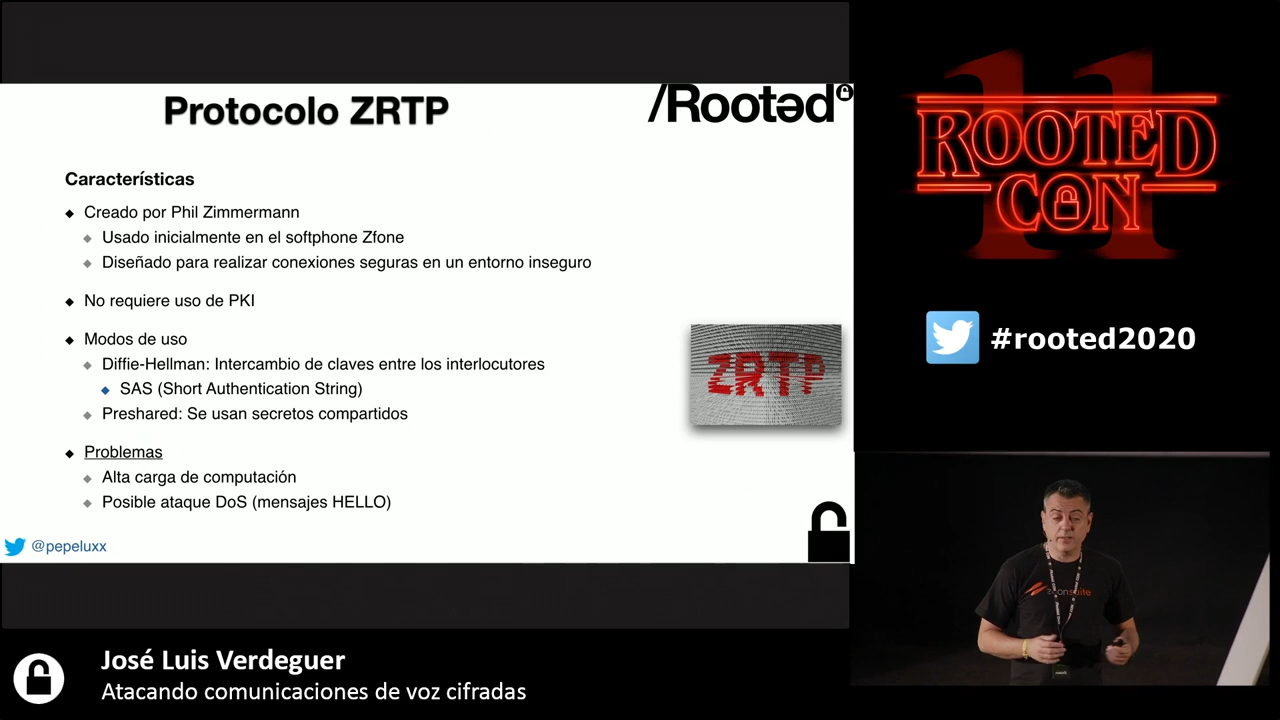 Protocolo ZRTP
/Rootəd
Características
Creado por Phil Zimmermann
Usado inicialmente en el softphone Zfone
Diseñado para realizar conexiones seguras en un entorno inseguro
No requiere uso de PKI
Modos de uso
Diffie-Hellman: Intercambio de claves entre los interlocutores
SAS (Short Authentication String)
Preshared: Se usan secretos compartidos
Problemas
Alta carga de computación
Posible ataque DoS (mensajes HELLO)
ZRTP
@pepeluxx
11
ROOTED
CON
#rooted2020
José Luis Verdeguer
Atacando comunicaciones de voz cifradas